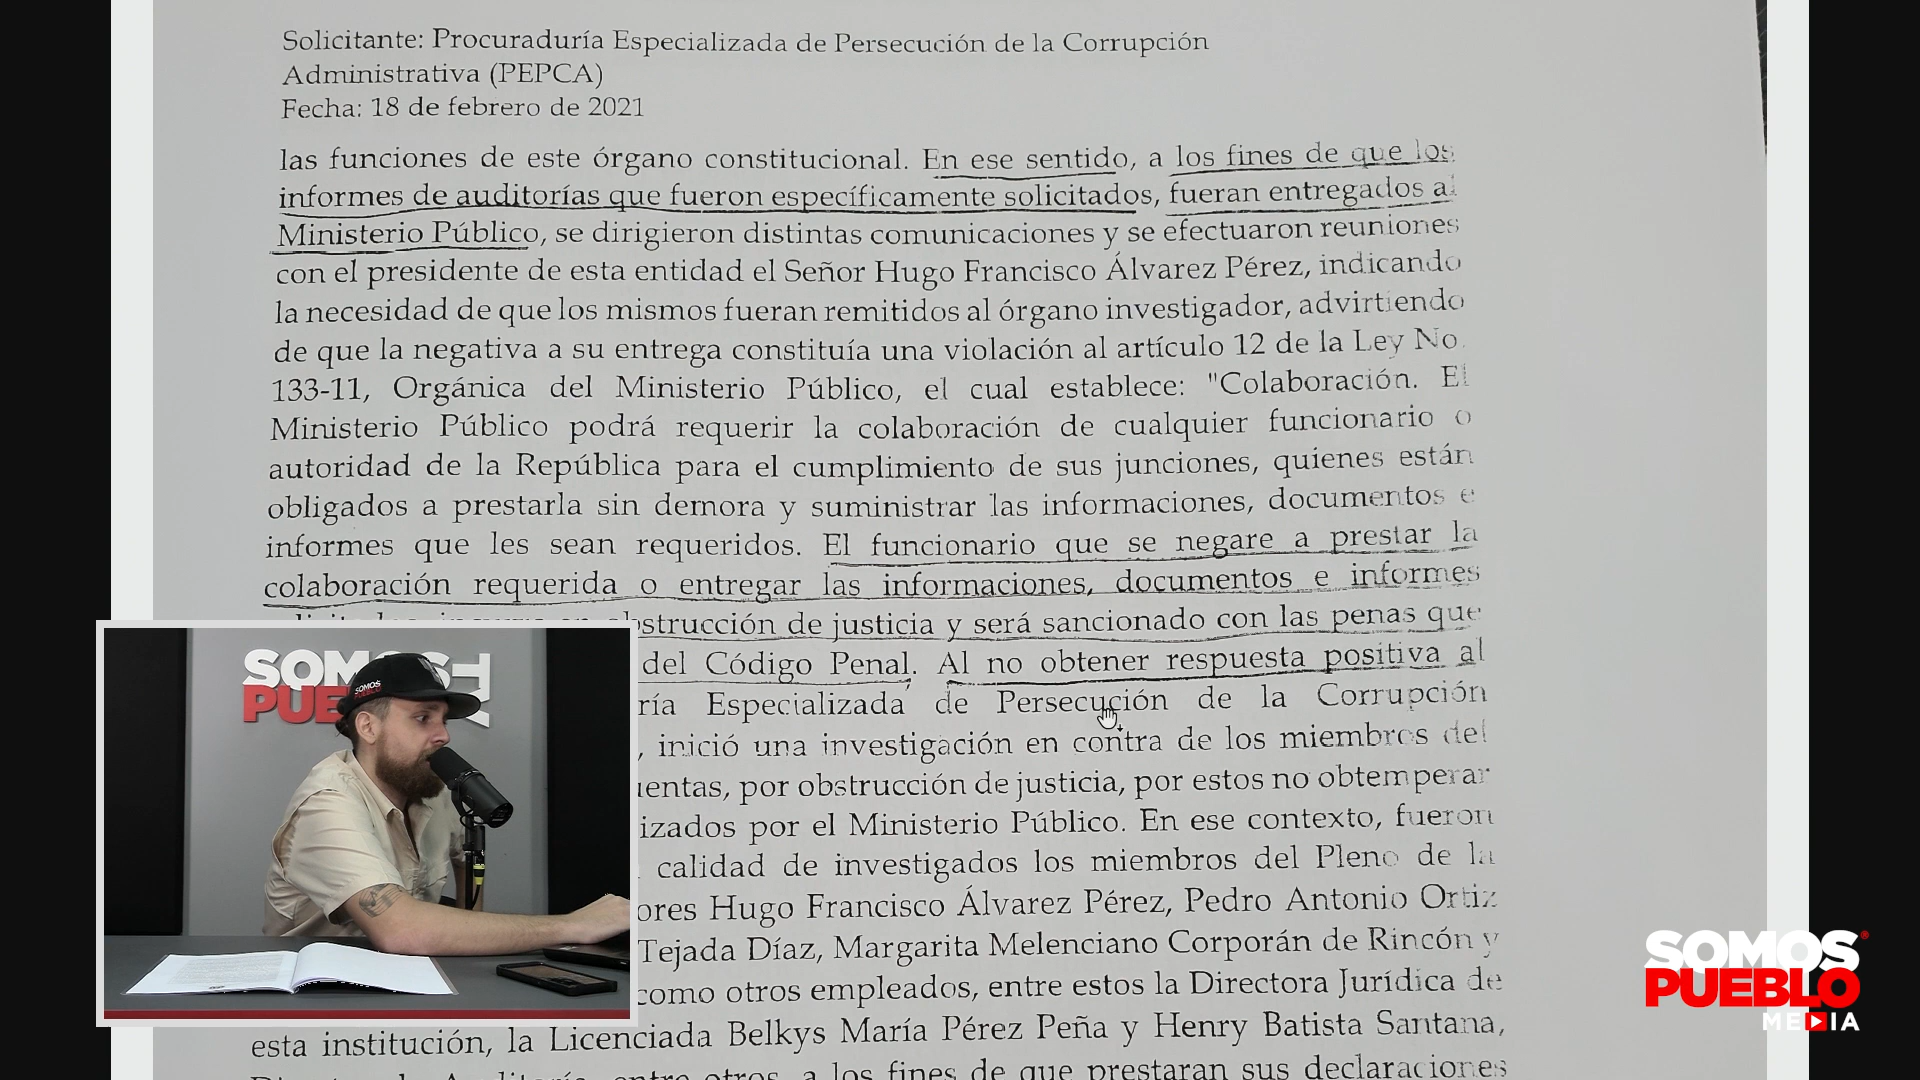 Solicitante: Procuraduría Especializada de Persecución de la Corrupción
Administrativa (PEPCA)
Fecha: 18 de febrero de 2021
las funciones de este órgano constitucional. En ese sentido, a los fines de que los
informes de auditorías que fueron específicamente solicitados, fueran entregados al
Ministerio Público, se dirigieron distintas comunicaciones y se efectuaron reuniones
con el presidente de esta entidad el Señor Hugo Francisco Álvarez Pérez, indicando
la necesidad de que los mismos fueran remitidos al órgano investigador, advirtiendo
de que la negativa a su entrega constituía una violación al artículo 12 de la Ley No.
133-11, Orgánica del Ministerio Público, el cual establece: "Colaboración. El
Ministerio Público podrá requerir la colaboración de cualquier funcionario o
autoridad de la República para el cumplimiento de sus junciones, quienes están
obligados a prestarla sin demora y suministrar las informaciones, documentos e
informes que les sean requeridos. El funcionario que se negare a prestar la
colaboración requerida o entregar las informaciones, documentos e informes
bstrucción de justicia y será sancionado con las penas que
del Código Penal. Al no obtener respuesta positiva al
ría Especializada de Persecución de la Corrupción
, inició una investigación en contra de los miembros del
uentas, por obstrucción de justicia, por estos no obtemperar
izados por el Ministerio Público. En ese contexto, fueron
calidad de investigados los miembros del Pleno de la
ores Hugo Francisco Álvarez Pérez, Pedro Antonio Ortiz
Tejada Díaz, Margarita Melenciano Corporán de Rincón y
como otros empleados, entre estos la Directora Jurídica de
esta institución, la Licenciada Belkys María Pérez Peña y Henry Batista Santana,
entre otros, a los fines de que prestaran sus declaraciones
SOMOS
PUE
SOMOS
SOMOS
PUEBLO
MEDIA